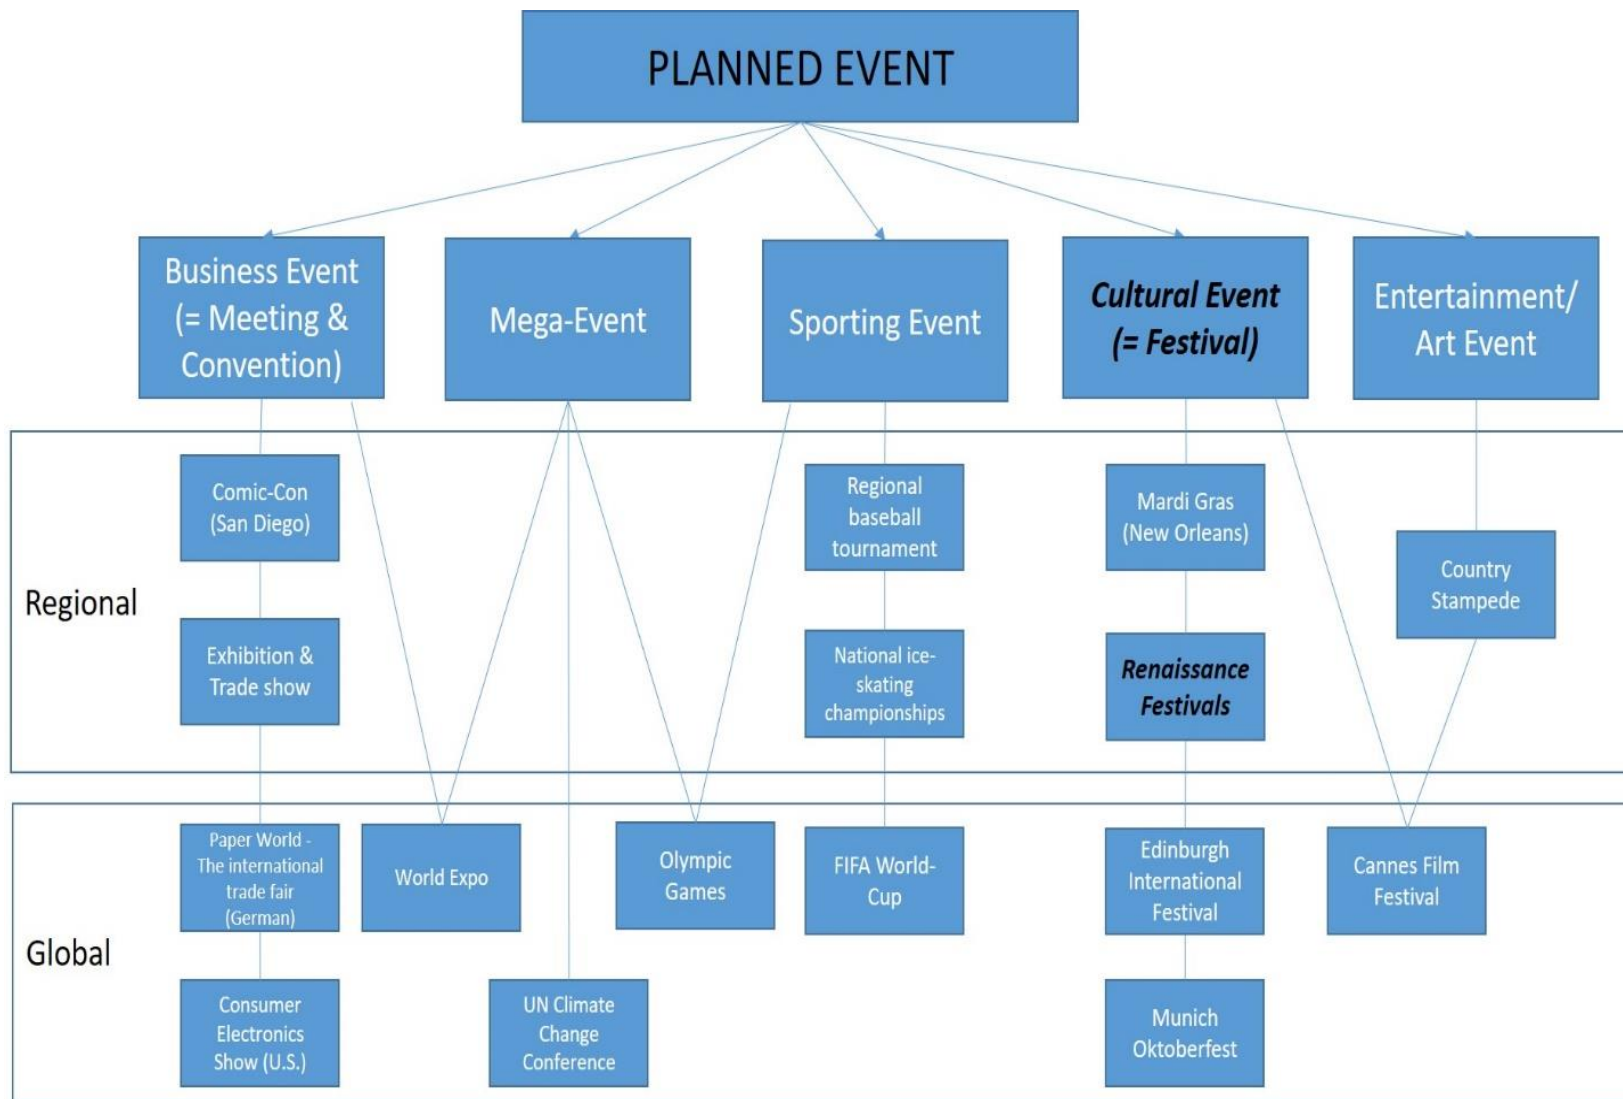 PLANNED EVENT
Business Event
(= Meeting &
Convention)
Mega-Event
Sporting Event
Cultural Event
(= Festival)
Entertainment/
Art Event
Regional
Comic-Con
(San Diego)
Exhibition &
Trade show
Regional
baseball
tournament
National ice-
skating
championships
Mardi Gras
(New Orleans)
Renaissance
Festivals
Country
Stampede
Global
Paper World -
The international
trade fair
(German)
World Expo
Olympic
Games
FIFA World-
Cup
Edinburgh
International
Festival
Cannes Film
Festival
Consumer
Electronics
Show (U.S.)
UN Climate
Change
Conference
Munich
Oktoberfest